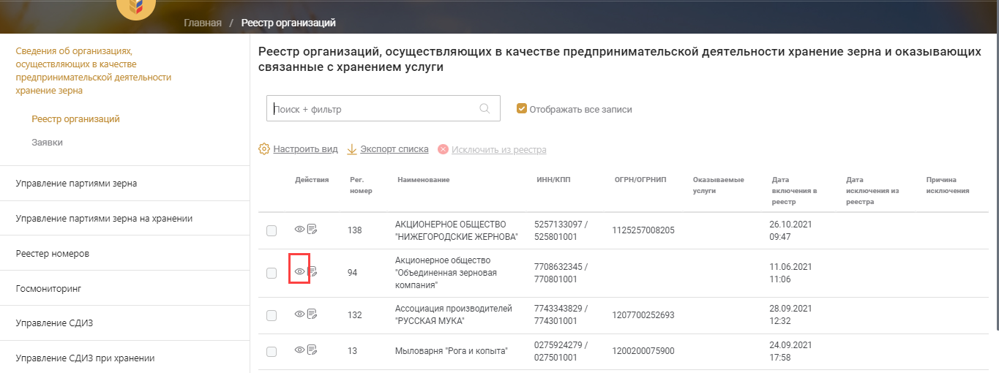 Главная / Реестр организаций
Сведения об организациях,
осуществляющих в качестве
предпринимательской деятельности
хранение зерна
Реестр организаций
Заявки
Управление партиями зерна
Управление партиями зерна на хранении
Реестер номеров
Госмониторинг
Управление СДИЗ
Управление СДИЗ при хранении
Реестр организаций, осуществляющих в качестве предпринимательской деятельности хранение зерна и оказывающих
связанные с хранением услуги
Поиск + фильтр
Отображать все записи
Настроить вид Экспорт списка Исключить из реестра
Действия Рег. Наименование ИНН/КПП ОГРН/ОГРНИП Оказываемые Дата Дата Причина
номер услуги включения в исключения из исключения
реестр реестра
АКЦИОНЕРНОЕ ОБЩЕСТВО 5257133097 / 26.10.2021
138 1125257008205
"НИЖЕГОРОДСКИЕ ЖЕРНОВА" 525801001 09:47
Акционерное общество
7708632345 / 11.06.2021
94 "Объединенная зерновая
770801001 11:06
компания"
Ассоциация производителей 7743343829 / 28.09.2021
132 1207700252693
"РУССКАЯ МУКА" 774301001 12:32
0275924279 / 24.09.2021
13 Мыловарня "Рога и копыта" 1200200075900
027501001 17:58